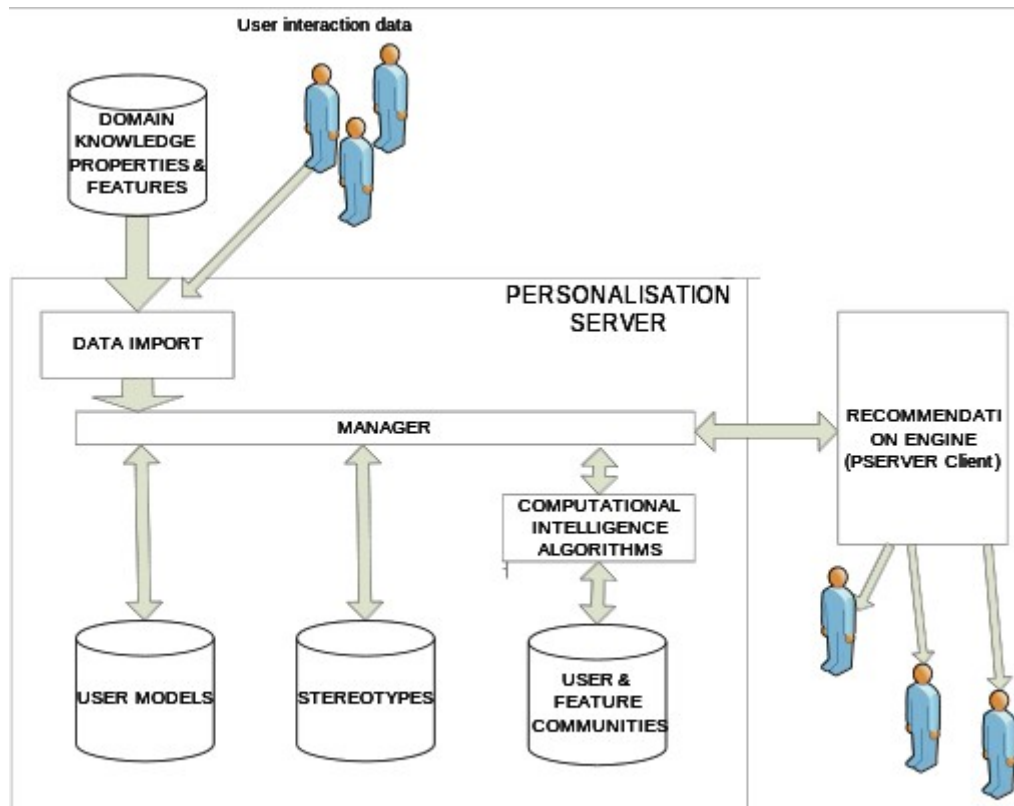 User interaction data
DOMAIN
KNOWLEDGE
PROPERTIES &
FEATURES
PERSONALISATION
SERVER
DATA IMPORT
MANAGER
RECOMMENDATI
ON ENGINE
(PSERVER Client)
COMPUTATIONAL
INTELLIGENCE
ALGORITHMS
USER MODELS
STEREOTYPES
USER &
FEATURE
COMMUNITIES